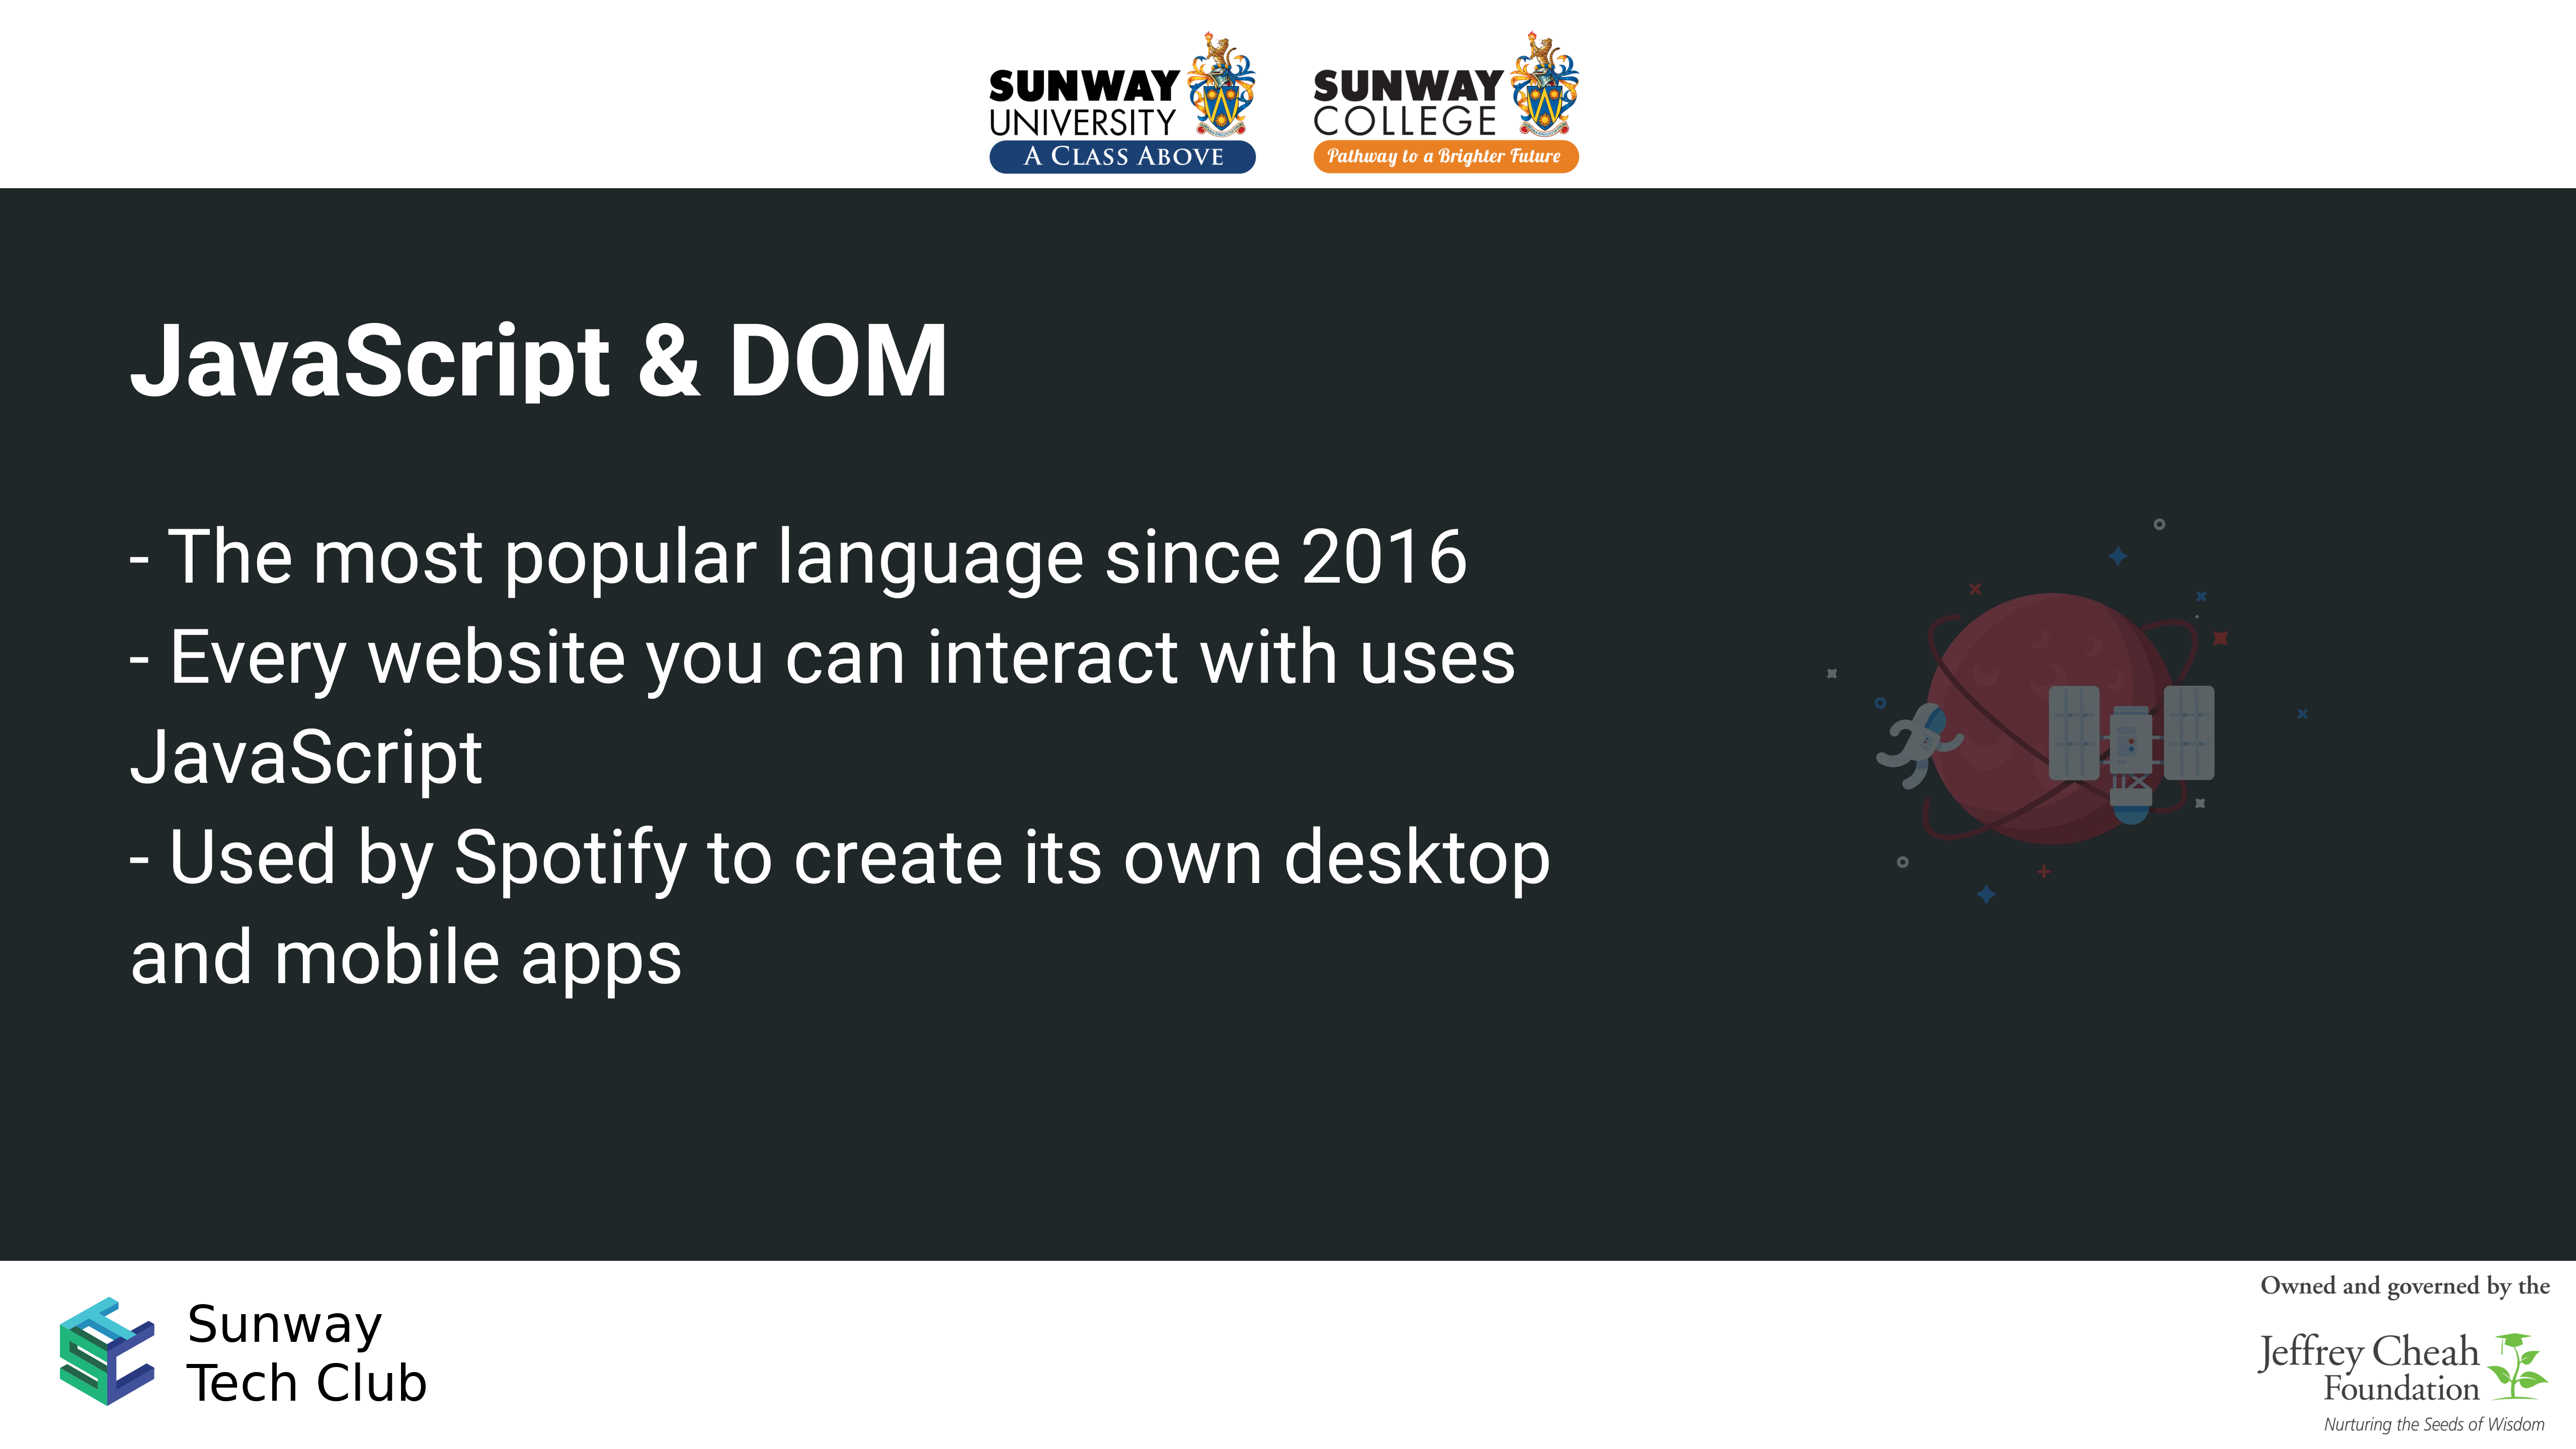 SUNWAY
UNIVERSITY
A CLASS ABOVE
SUNWAY
COLLEGE
Pathway to a Brighter Future
JavaScript & DOM
- The most popular language since 2016
- Every website you can interact with uses
JavaScript
- Used by Spotify to create its own desktop
and mobile apps
Sunway
Tech Club
Owned and governed by the
Jeffrey Cheah
Foundation
Nurturing the Seeds of Wisdom